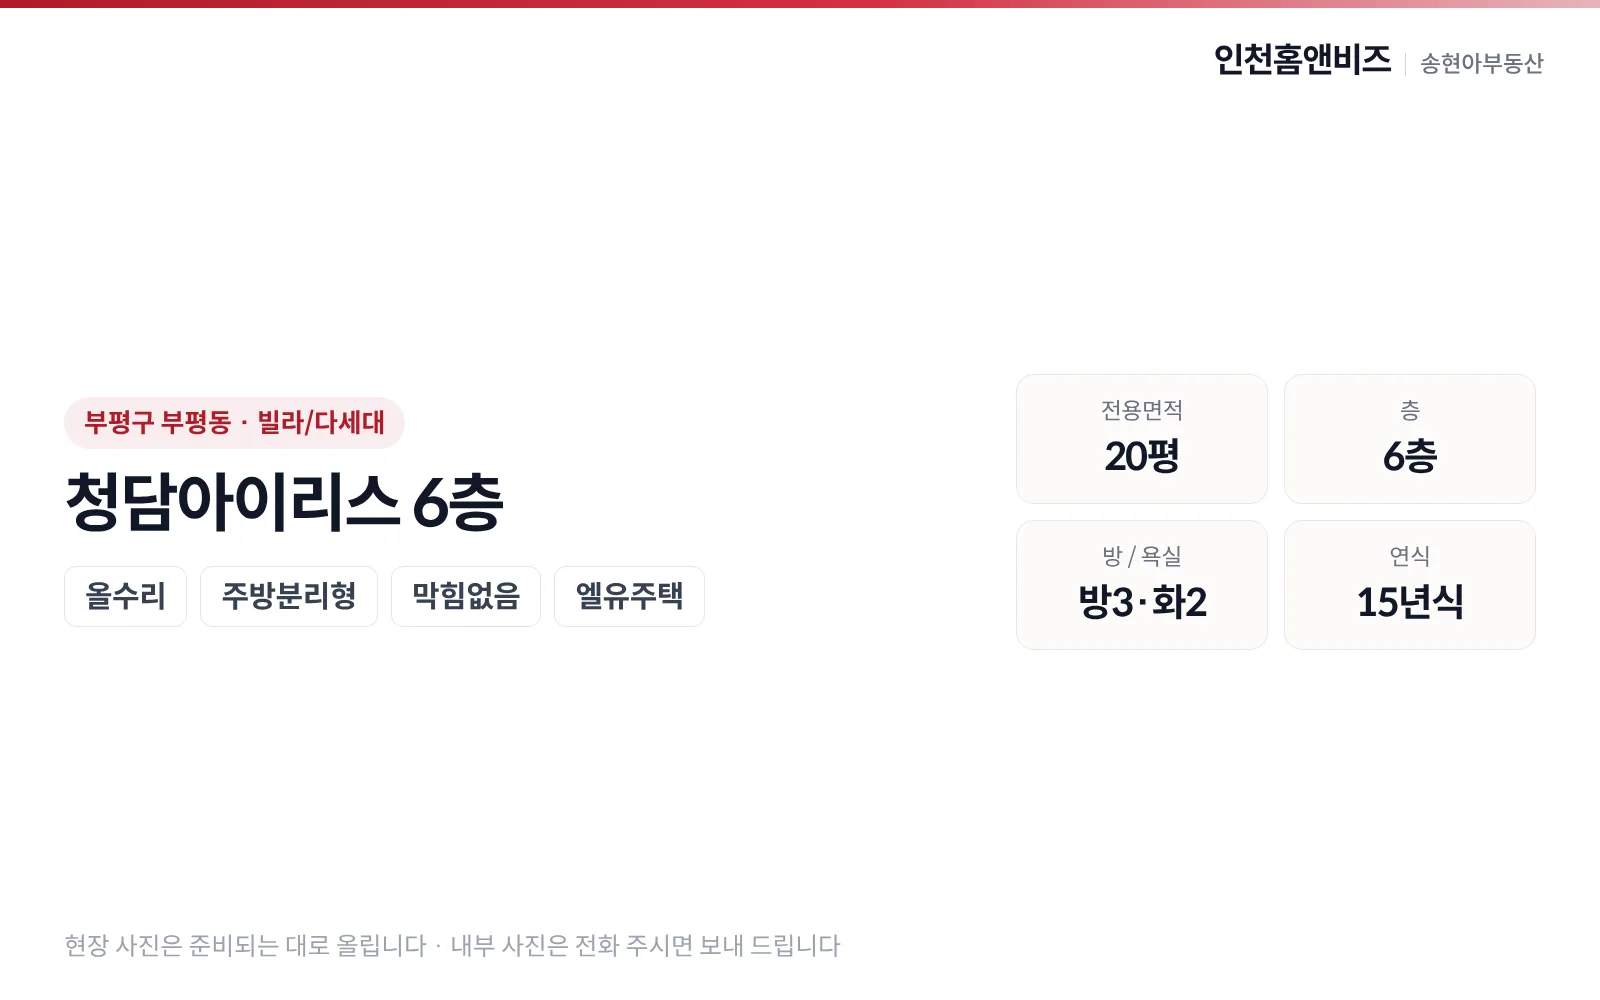 인천홈앤비즈 송현아부동산
부평구 부평동 · 빌라/다세대
청담아이리스 6층
올수리 주방분리형 막힘없음 엘유주택
전용면적
20평
층
6층
방 / 욕실
방3·화2
연식
15년식
현장 사진은 준비되는 대로 올립니다 · 내부 사진은 전화 주시면 보내 드립니다